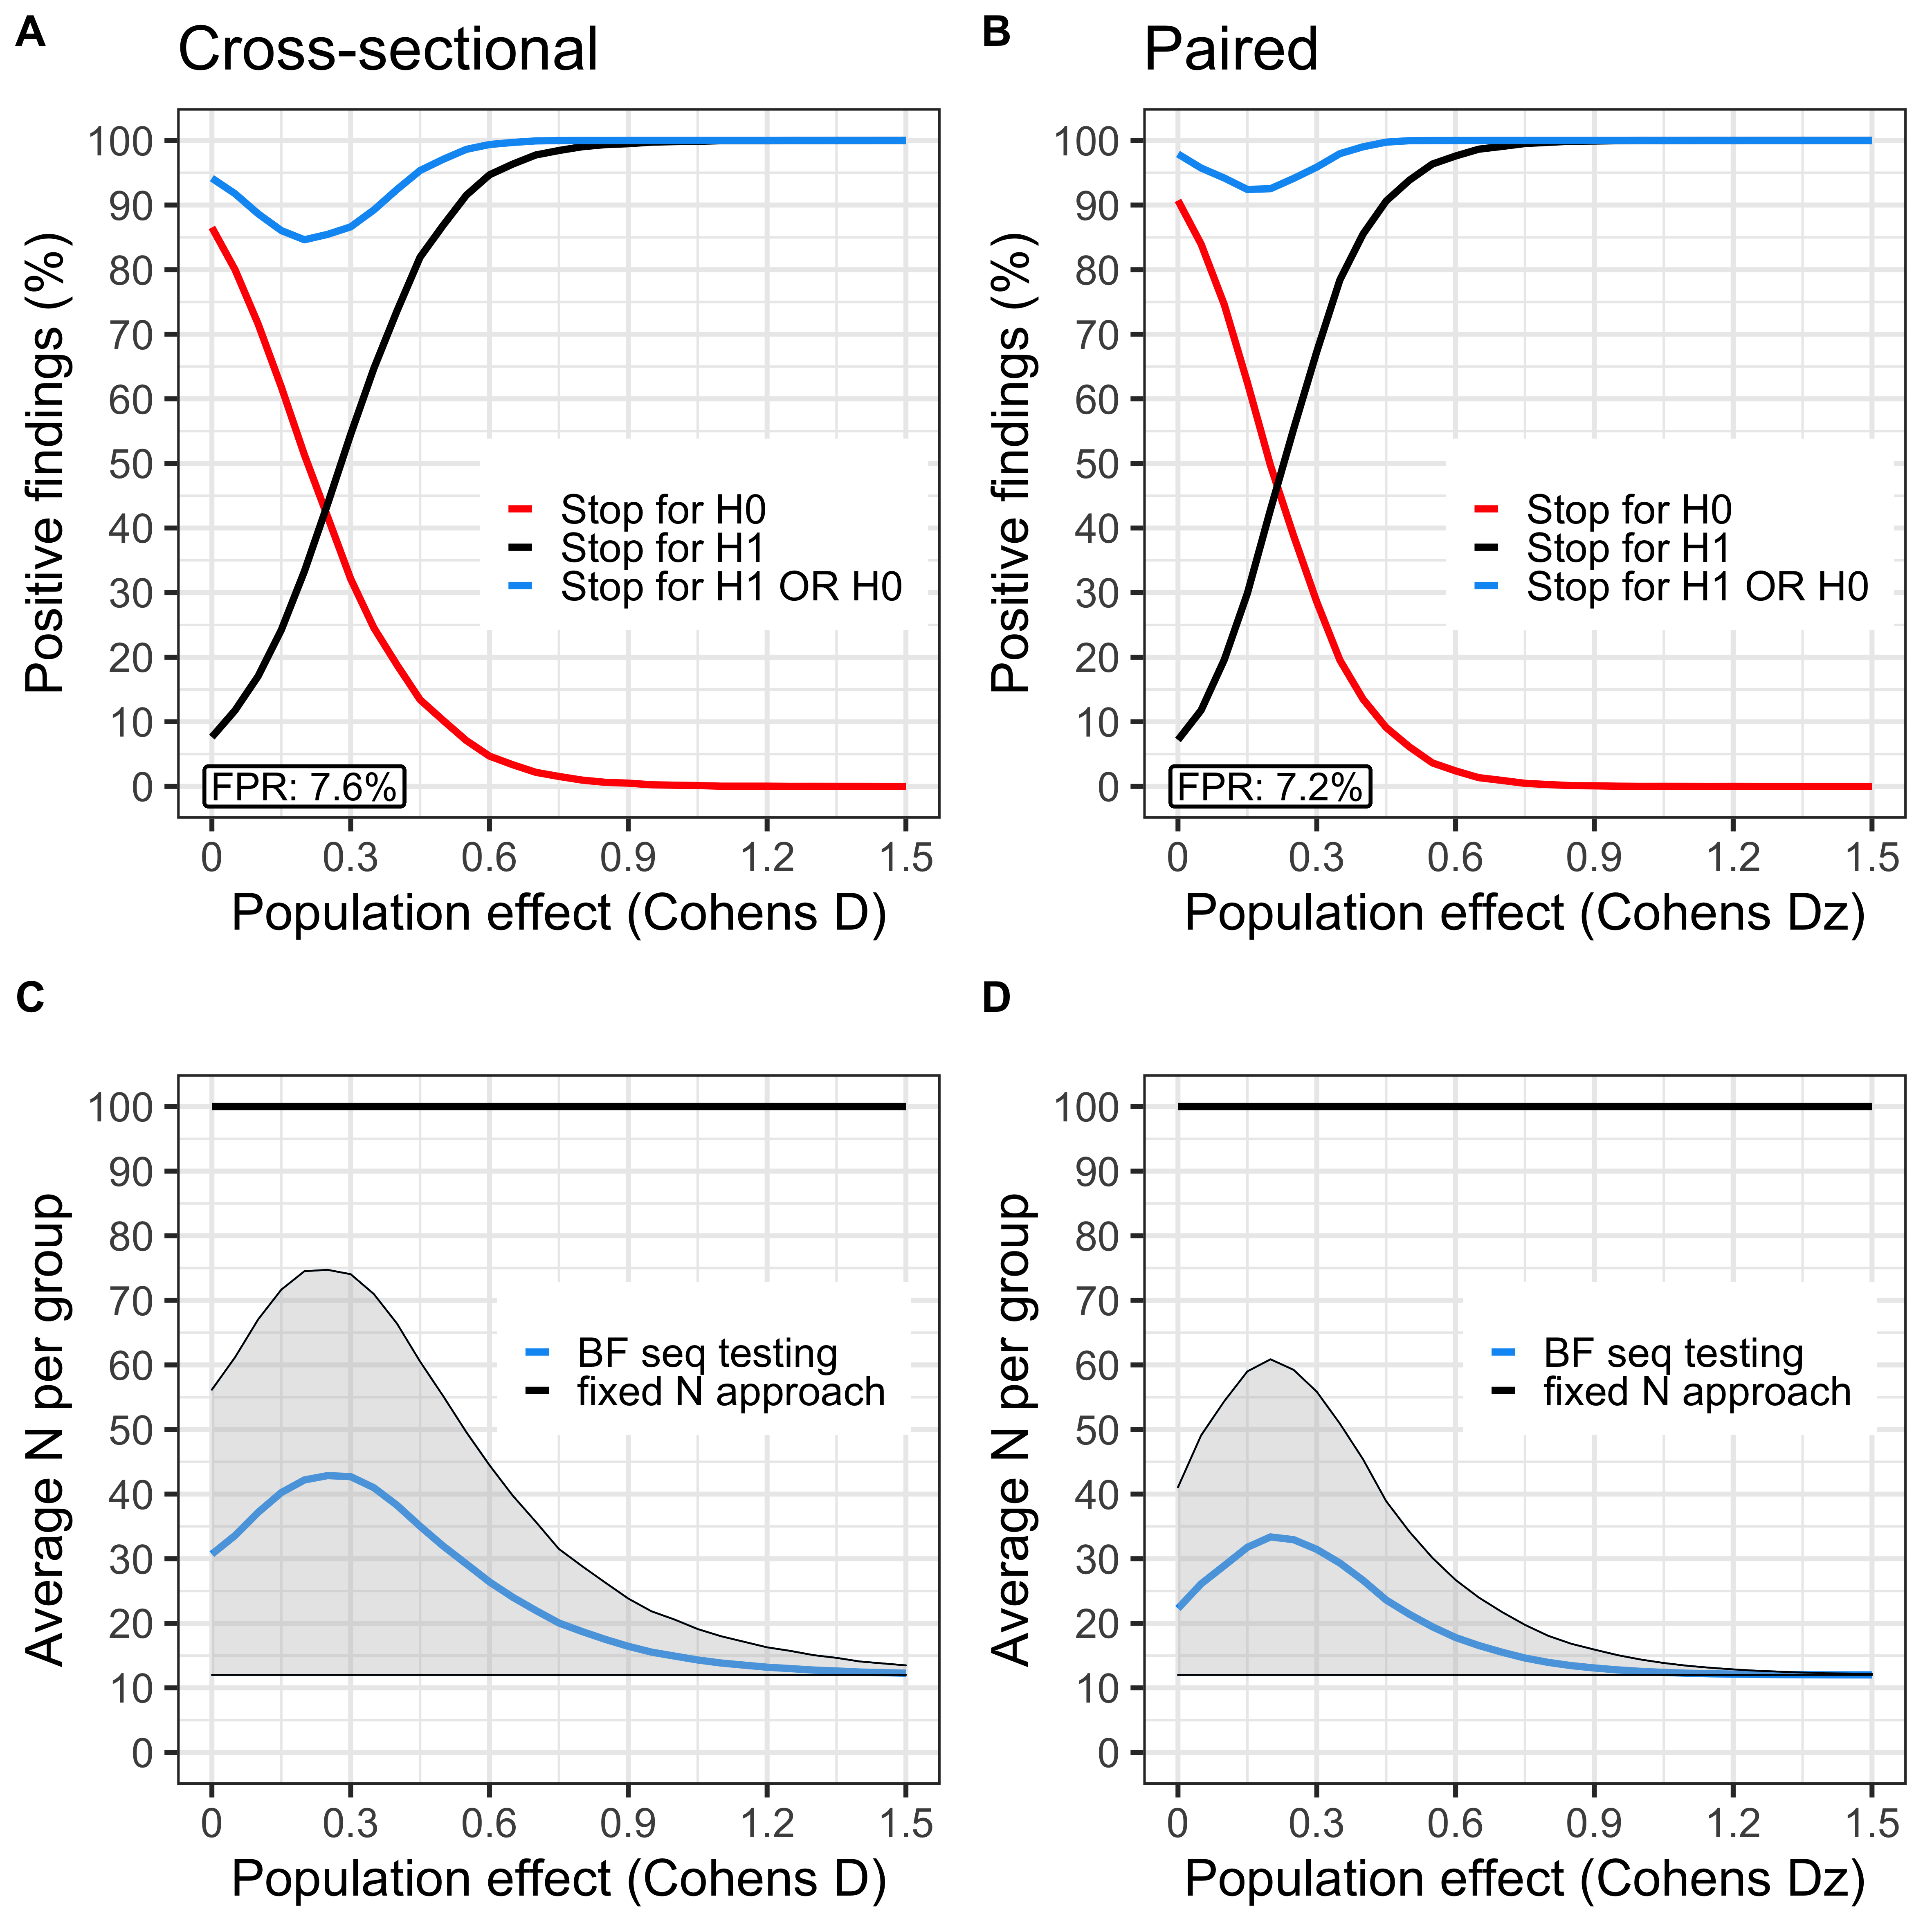 A
Cross-sectional
Positive findings (%)
100
90
80
70
60
50
40
30
20
10
0
Stop for H0
Stop for H1
Stop for H1 OR H0
FPR: 7.6%
0 0.3 0.6 0.9 1.2 1.5
Population effect (Cohens D)
B
Paired
Positive findings (%)
100
90
80
70
60
50
40
30
20
10
0
Stop for H0
Stop for H1
Stop for H1 OR H0
FPR: 7.2%
0 0.3 0.6 0.9 1.2 1.5
Population effect (Cohens Dz)
C
Average N per group
100
90
80
70
60
50
40
30
20
10
0
BF seq testing
fixed N approach
0 0.3 0.6 0.9 1.2 1.5
Population effect (Cohens D)
D
Average N per group
100
90
80
70
60
50
40
30
20
10
0
BF seq testing
fixed N approach
0 0.3 0.6 0.9 1.2 1.5
Population effect (Cohens Dz)